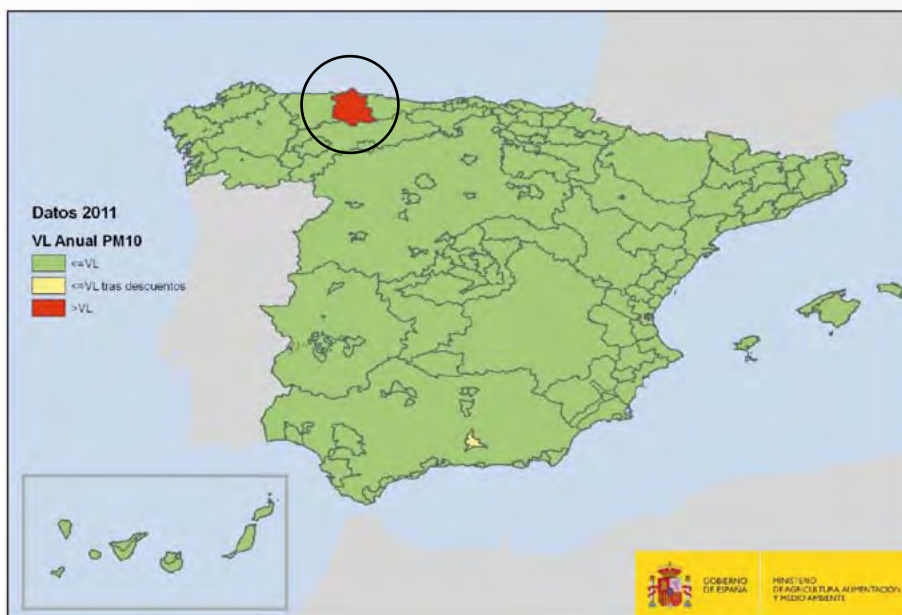 Datos 2011
VL Anual PM10
<=VL
<=VL tras descuentos
>VL
GOBIERNO
DE ESPAÑA
MINISTERIO
DE AGRICULTURA, ALIMENTACIÓN
Y MEDIO AMBIENTE